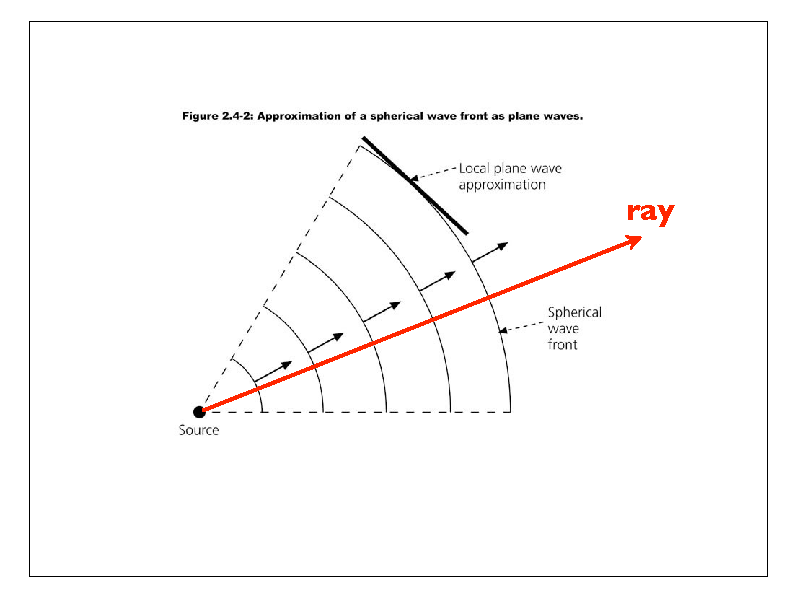 Figure 2.4-2: Approximation of a spherical wave front as plane waves.
Local plane wave
approximation
ray
Spherical
wave
front
Source